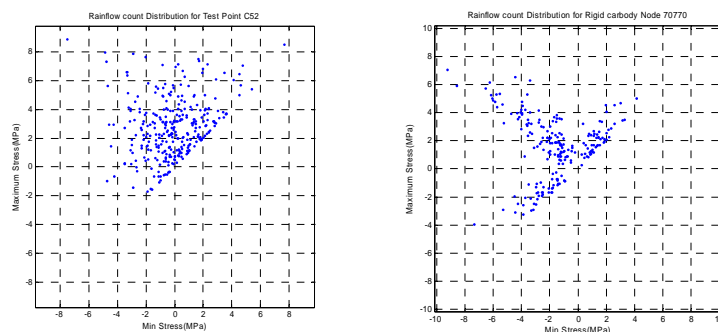 Rainflow count Distribution for Test Point C52
Maximum Stress(MPa)
8
6
4
2
0
-2
-4
-6
-8
-8 -6 -4 -2 0 2 4 6 8
Min Stress(MPa)
Rainflow count Distribution for Rigid carbody Node 70770
Maximum Stress(MPa)
10
8
6
4
2
0
-2
-4
-6
-8
-10
-10 -8 -6 -4 -2 0 2 4 6 8 10
Min Stress(MPa)